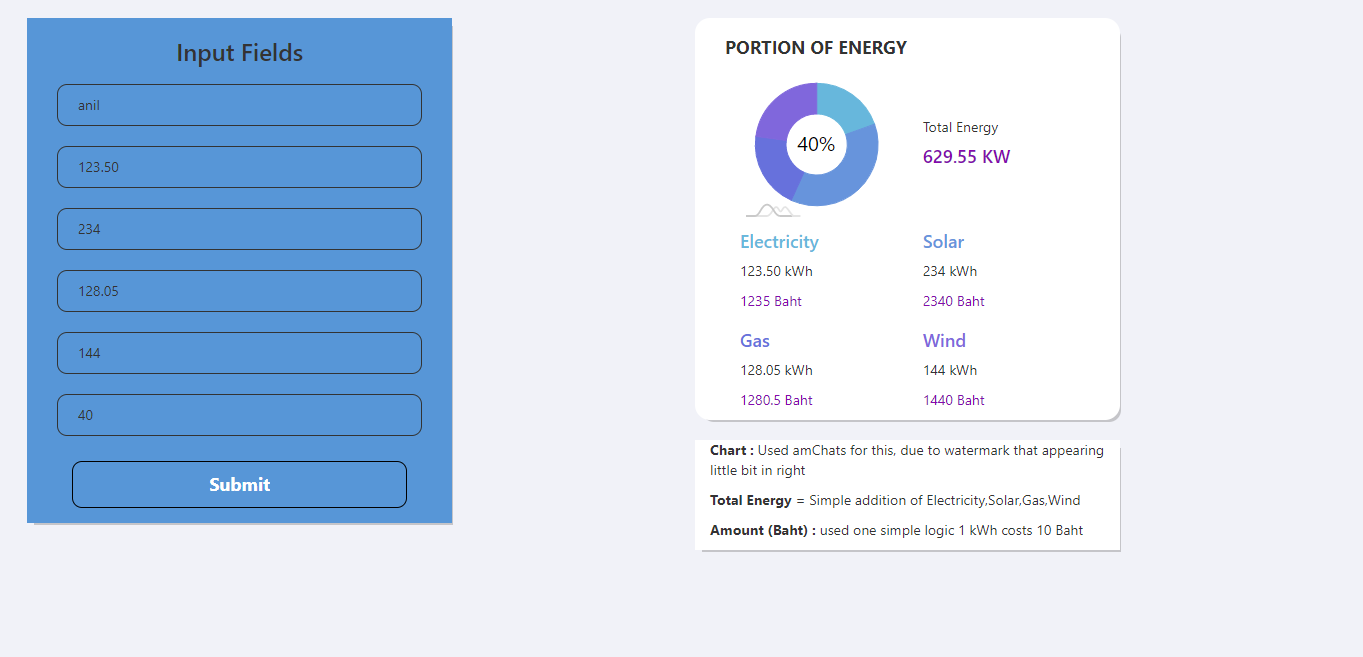 Input Fields
anil
123.50
234
128.05
144
40
Submit
PORTION OF ENERGY
40%
Total Energy
629.55 KW
Electricity
123.50 kWh
1235 Baht
Solar
234 kWh
2340 Baht
Gas
128.05 kWh
1280.5 Baht
Wind
144 kWh
1440 Baht
Chart : Used amChats for this, due to watermark that appearing
little bit in right
Total Energy = Simple addition of Electricity,Solar,Gas,Wind
Amount (Baht) : used one simple logic 1 kWh costs 10 Baht